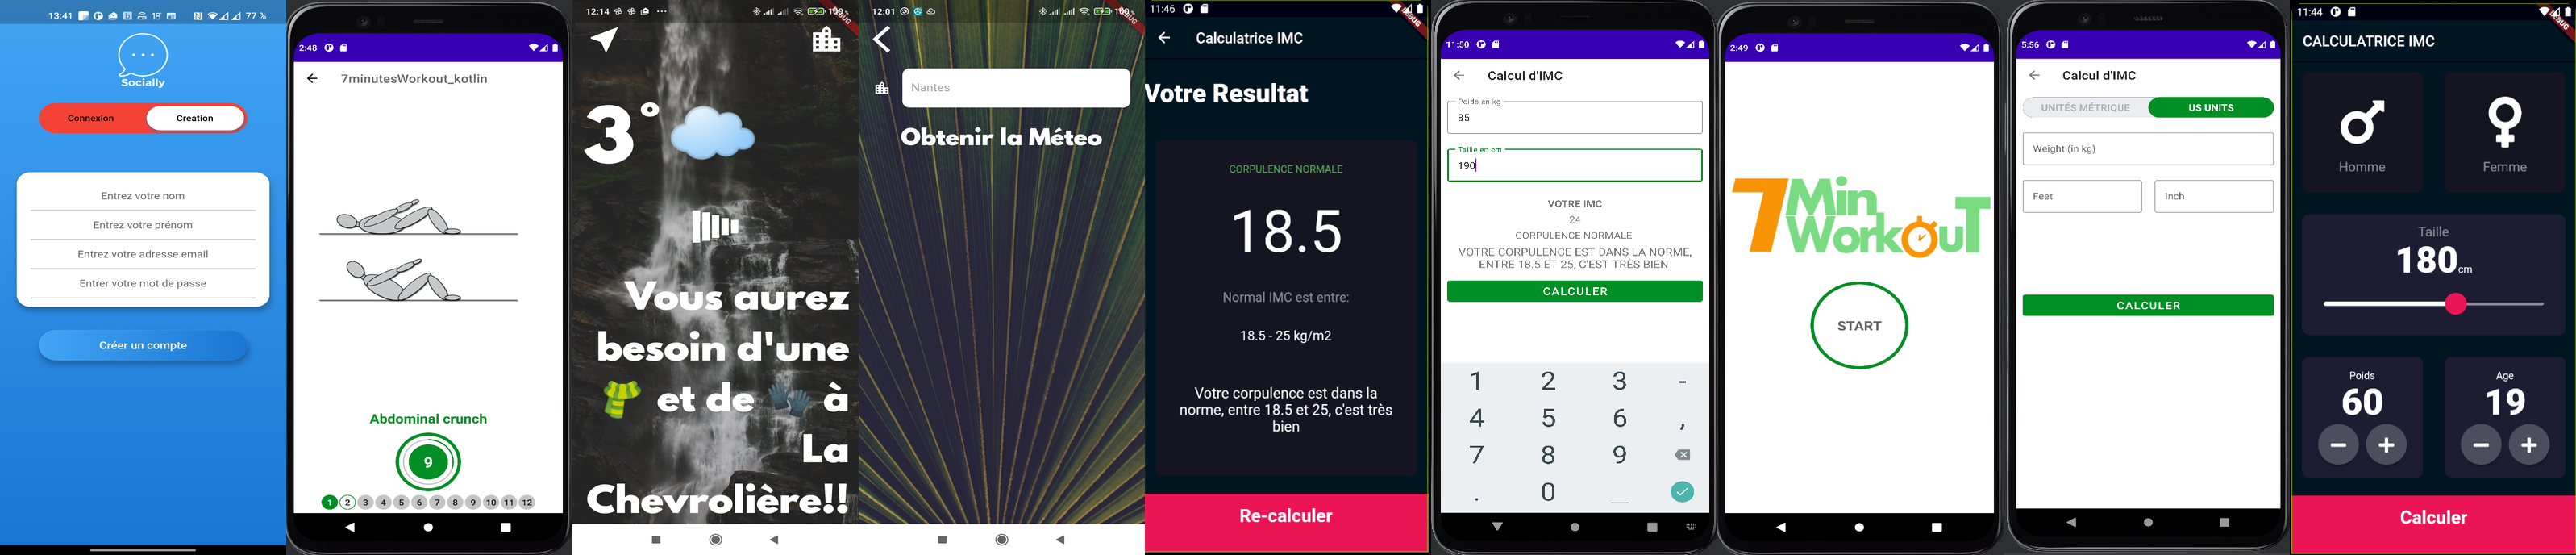 13:41
77 %
Socially
Connexion
Creation
Entrez votre nom
Entrez votre prénom
Entrez votre adresse email
Entrer votre mot de passe
Créer un compte
2:48
7minutesWorkout_kotlin
Abdominal crunch
9
1 2 3 4 5 6 7 8 9 10 11 12
12:14
3°
Vous aurez
besoin d'une
et de à
La
Chevrolière!!
12:01
Nantes
Obtenir la Méteo
11:46
Calculatrice IMC
Votre Resultat
CORPULENCE NORMALE
18.5
Normal IMC est entre:
18.5 - 25 kg/m2
Votre corpulence est dans la
norme, entre 18.5 et 25, c'est très
bien
Re-calculer
11:50
Calcul d'IMC
Poids en kg
85
Taille en cm
190
VOTRE IMC
24
CORPULENCE NORMALE
VOTRE CORPULENCE EST DANS LA NORME,
ENTRE 18.5 ET 25, C'EST TRÈS BIEN
CALCULER
1 2 3 -
4 5 6 ,
7 8 9
. 0 _
2:49
7 Min
WorkouT
START
5:56
Calcul d'IMC
UNITÉS MÉTRIQUE
US UNITS
Weight (in kg)
Feet
Inch
CALCULER
11:44
CALCULATRICE IMC
Homme
Femme
Taille
180cm
Poids
60
- +
Age
19
- +
Calculer